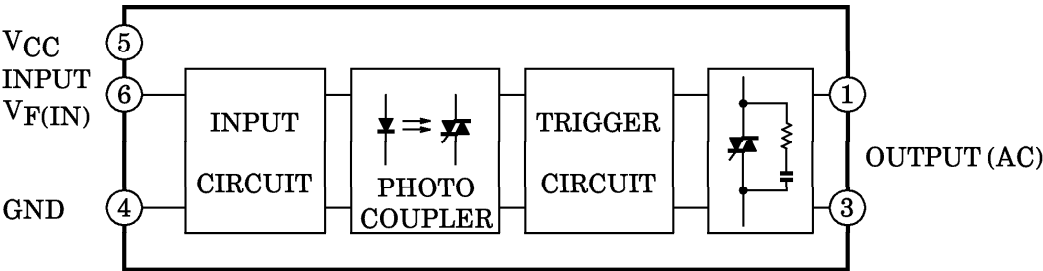 VCC
5
INPUT
VF(IN)
6
GND
4
INPUT
CIRCUIT
PHOTO
COUPLER
TRIGGER
CIRCUIT
1
OUTPUT (AC)
3